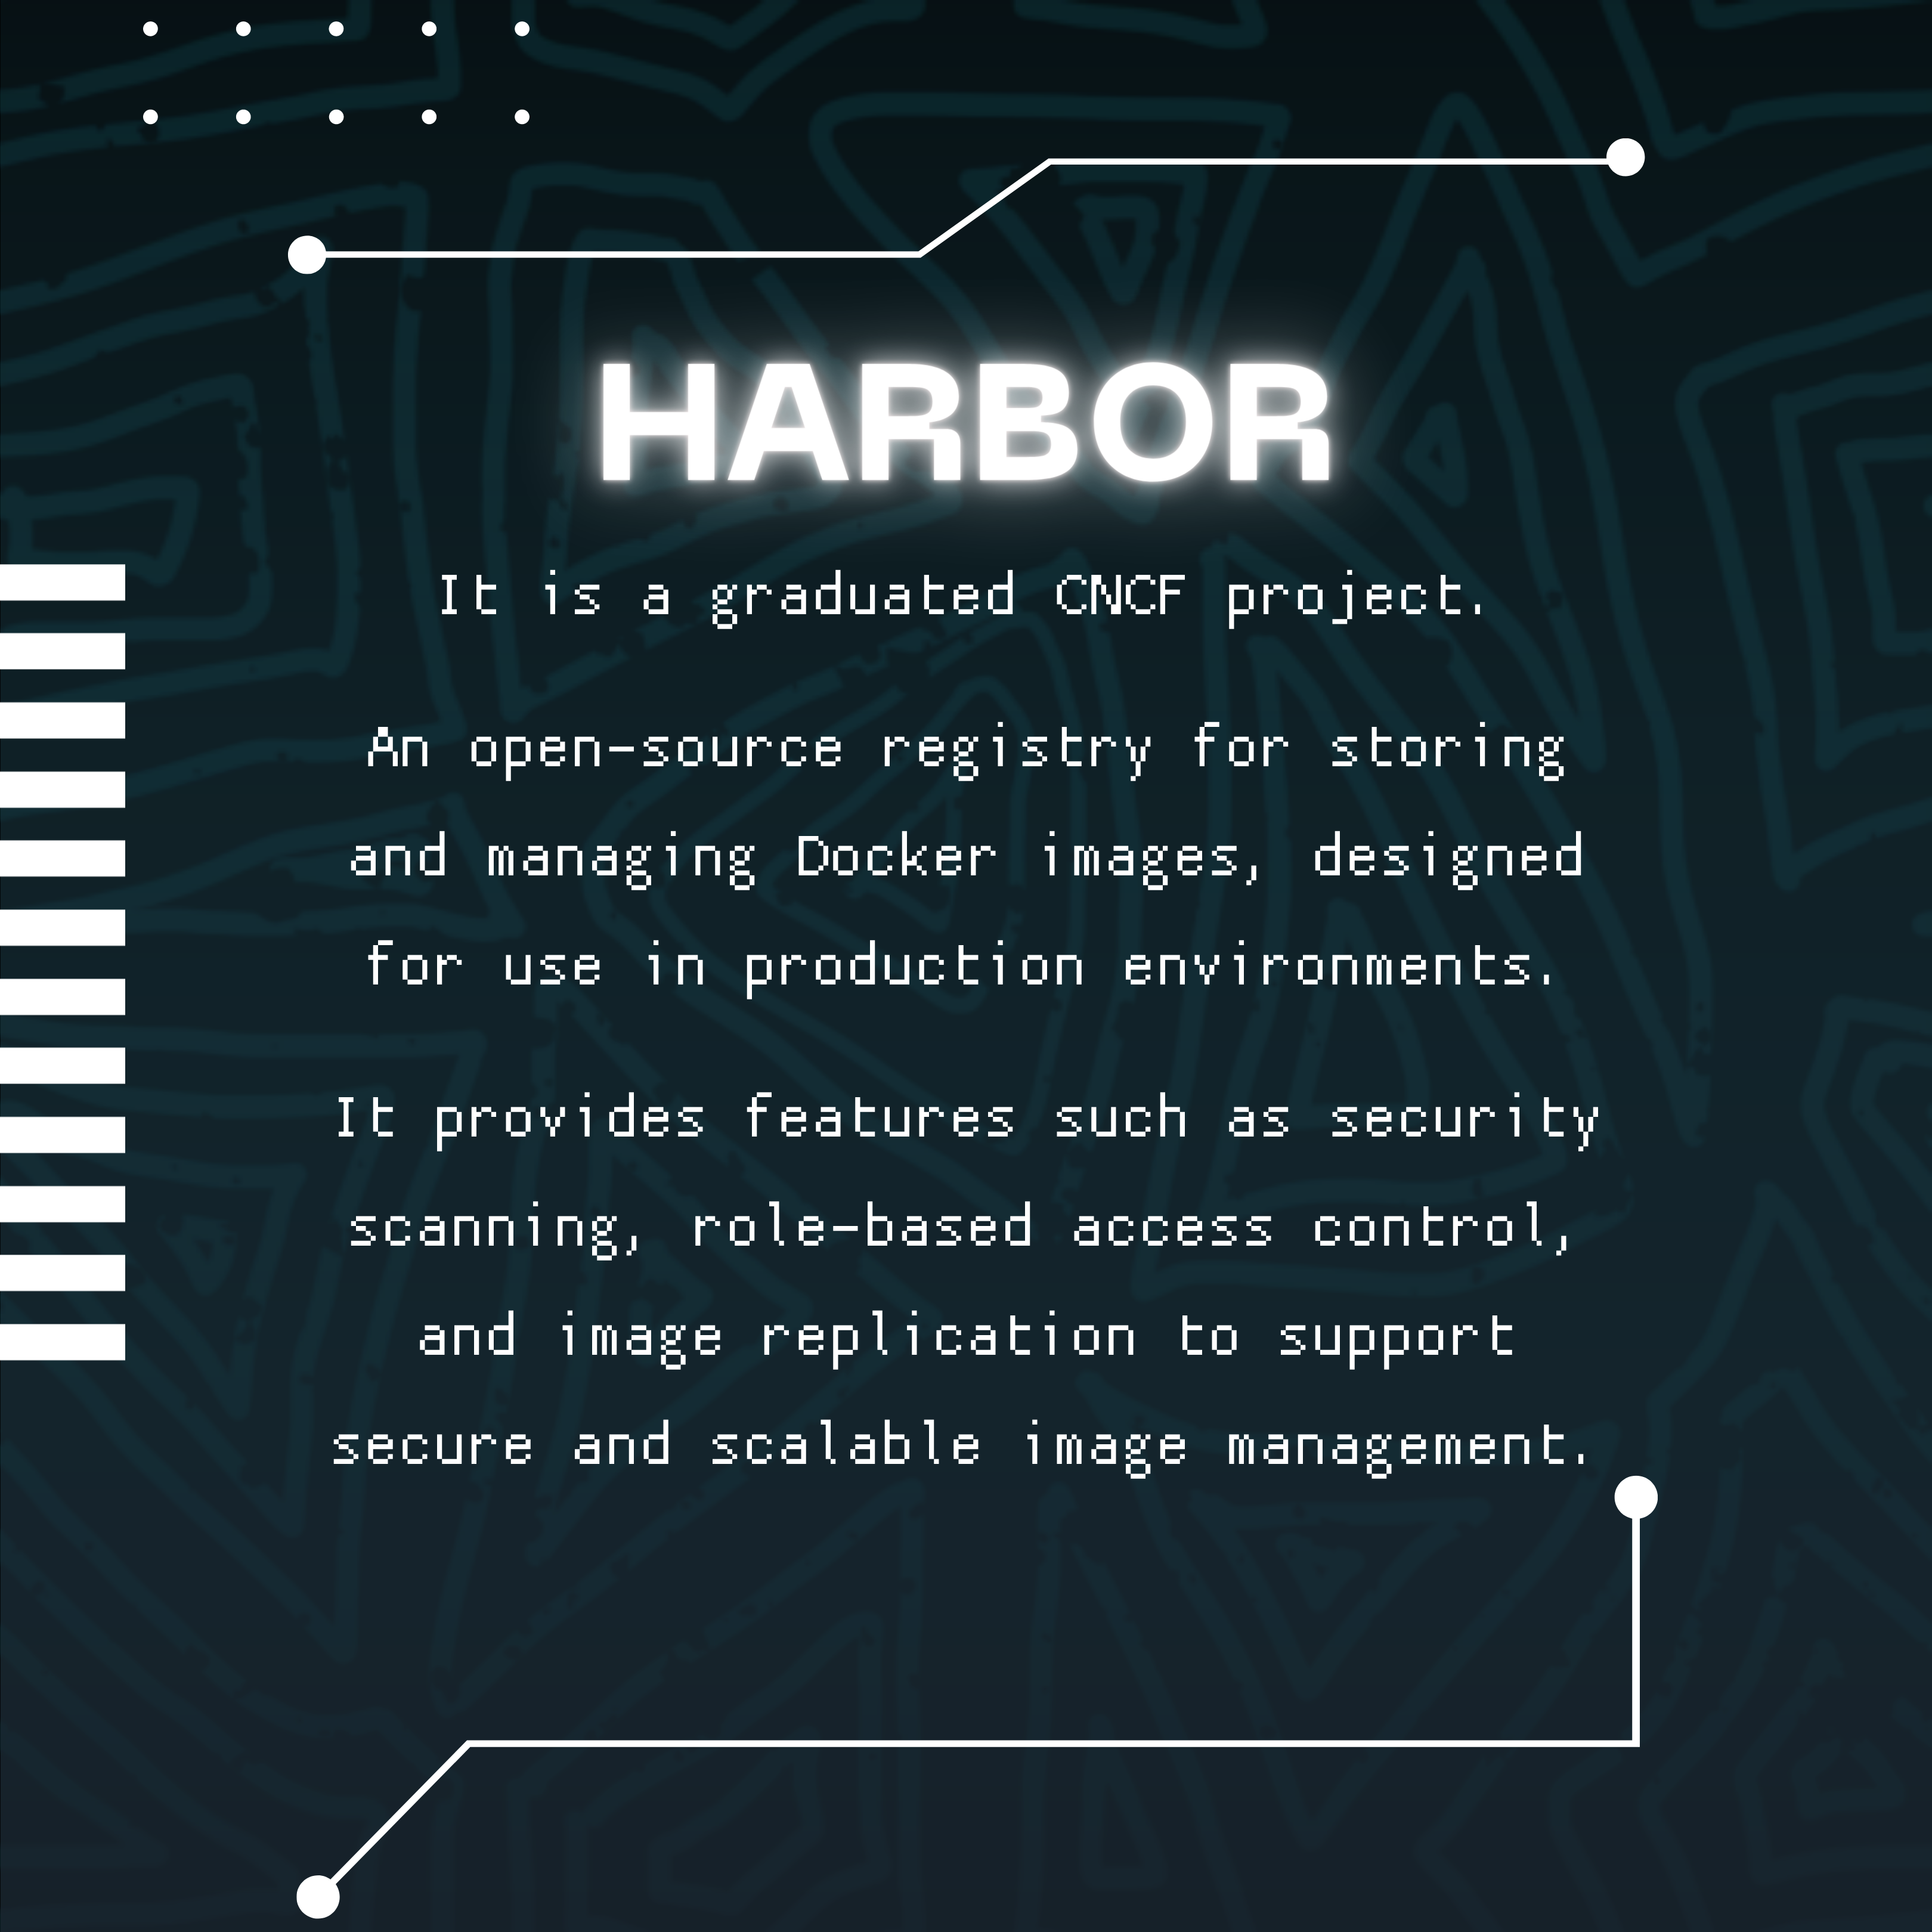 HARBOR
It is a graduated CNCF project.
An open-source registry for storing
and managing Docker images, designed
for use in production environments.
It provides features such as security
scanning, role-based access control,
and image replication to support
secure and scalable image management.